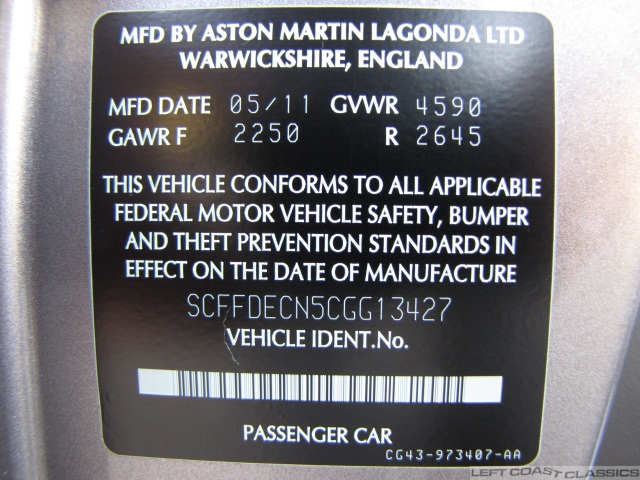 MFD BY ASTON MARTIN LAGONDA LTD
WARWICKSHIRE, ENGLAND
MFD DATE 05/11 GVWR 4590
GAWR F 2250 R 2645
THIS VEHICLE CONFORMS TO ALL APPLICABLE
FEDERAL MOTOR VEHICLE SAFETY, BUMPER
AND THEFT PREVENTION STANDARDS IN
EFFECT ON THE DATE OF MANUFACTURE
SCFFDECN5CGG13427
VEHICLE IDENT.No.
PASSENGER CAR
CG43-973407-AA
LEFT COAST CLASSICS